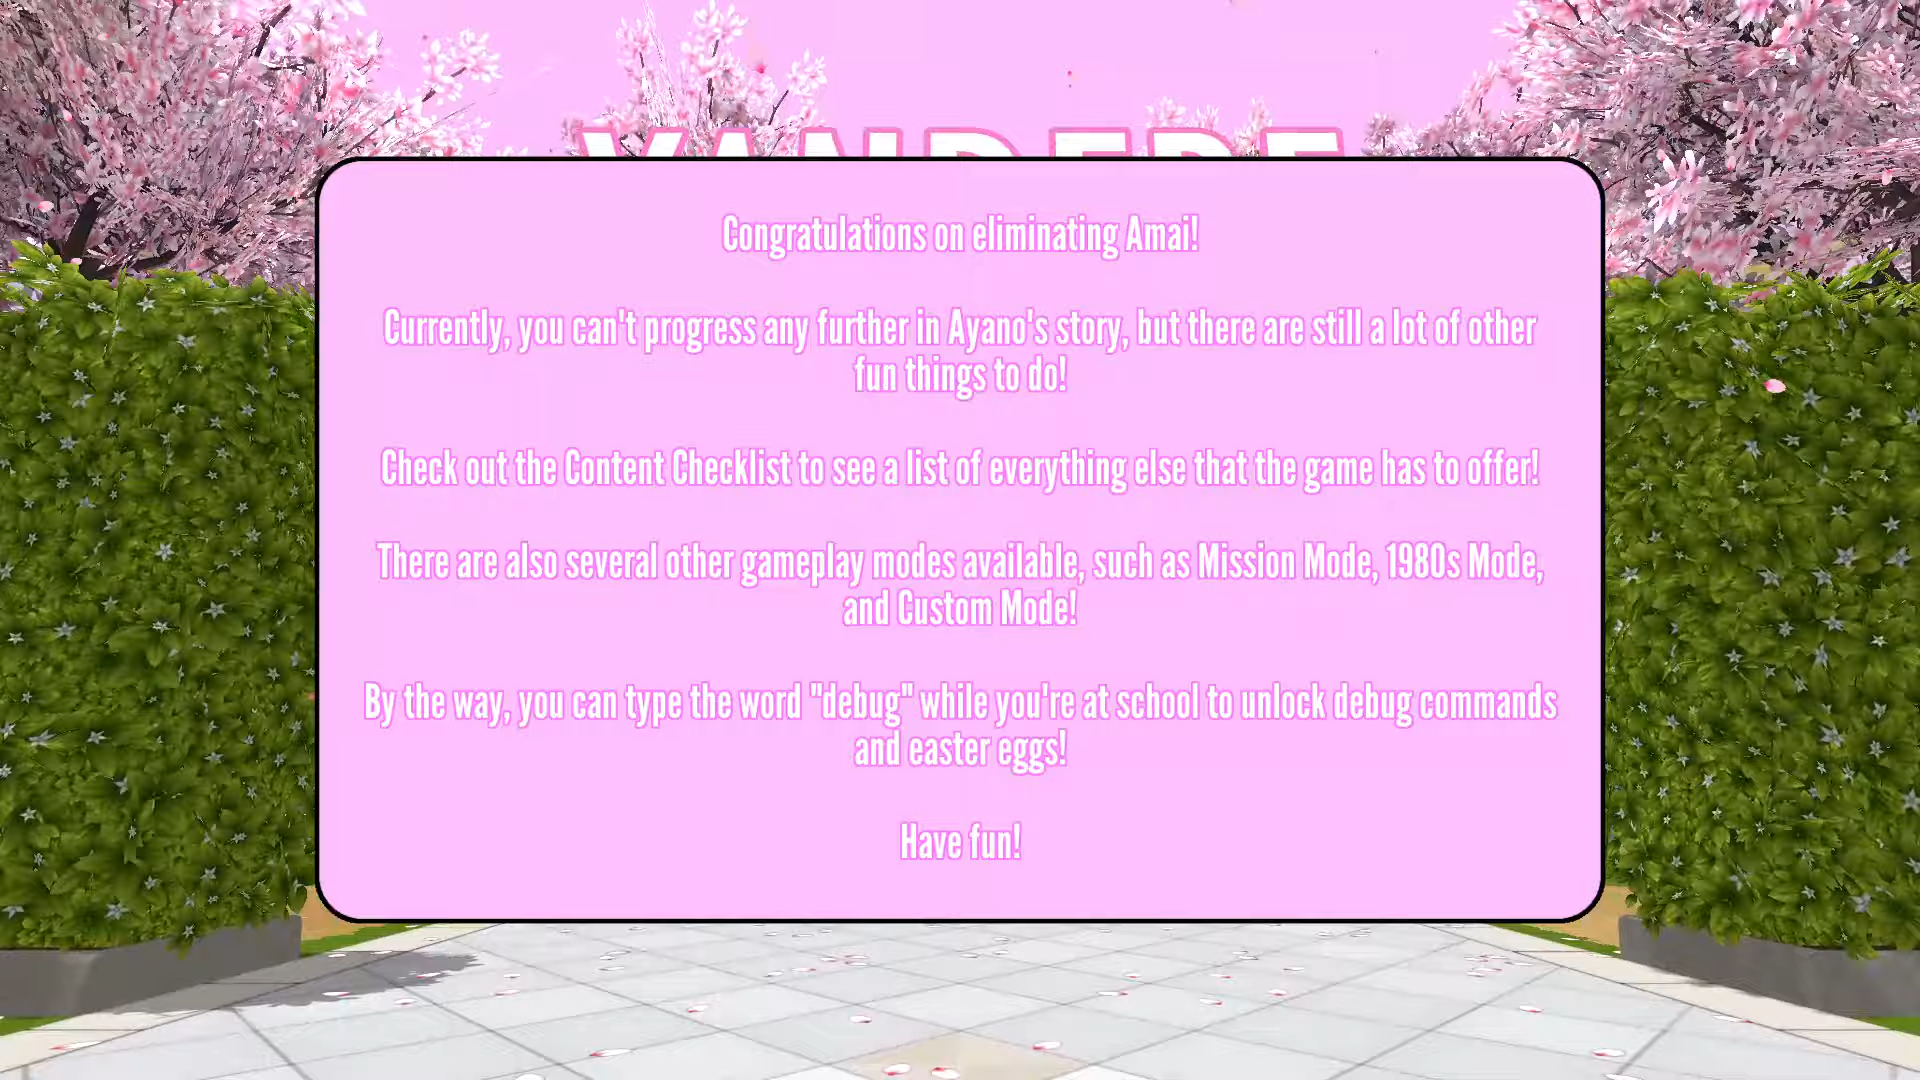 YANDERE
Congratulations on eliminating Amai!
Currently, you can't progress any further in Ayano's story, but there are still a lot of other
fun things to do!
Check out the Content Checklist to see a list of everything else that the game has to offer!
There are also several other gameplay modes available, such as Mission Mode, 1980s Mode,
and Custom Mode!
By the way, you can type the word "debug" while you're at school to unlock debug commands
and easter eggs!
Have fun!